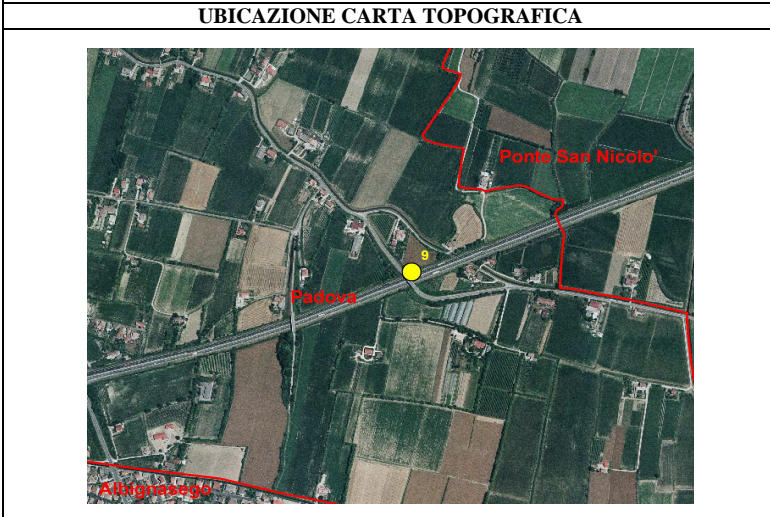 UBICAZIONE CARTA TOPOGRAFICA
Ponte San Nicolo'
9
Padova
Albignasego